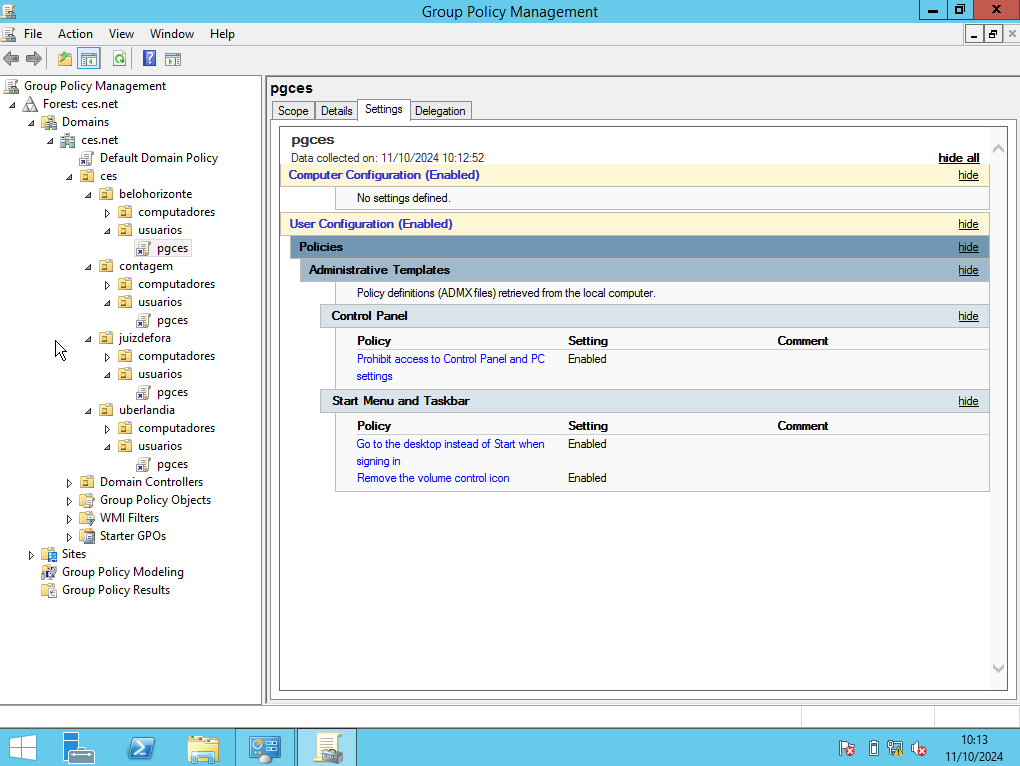 Group Policy Management
File Action View Window Help
Group Policy Management
Forest: ces.net
Domains
ces.net
Default Domain Policy
ces
belohorizonte
computadores
usuarios
pgces
contagem
computadores
usuarios
pgces
juizdefora
computadores
usuarios
pgces
uberlandia
computadores
usuarios
pgces
Domain Controllers
Group Policy Objects
WMI Filters
Starter GPOs
Sites
Group Policy Modeling
Group Policy Results
pgces
Scope Details Settings Delegation
pgces
Data collected on: 11/10/2024 10:12:52 hide all
Computer Configuration (Enabled) hide
No settings defined.
User Configuration (Enabled) hide
Policies hide
Administrative Templates hide
Policy definitions (ADMX files) retrieved from the local computer.
Control Panel hide
Policy Setting Comment
Prohibit access to Control Panel and PC Enabled
settings
Start Menu and Taskbar hide
Policy Setting Comment
Go to the desktop instead of Start when Enabled
signing in
Remove the volume control icon Enabled
10:13
11/10/2024